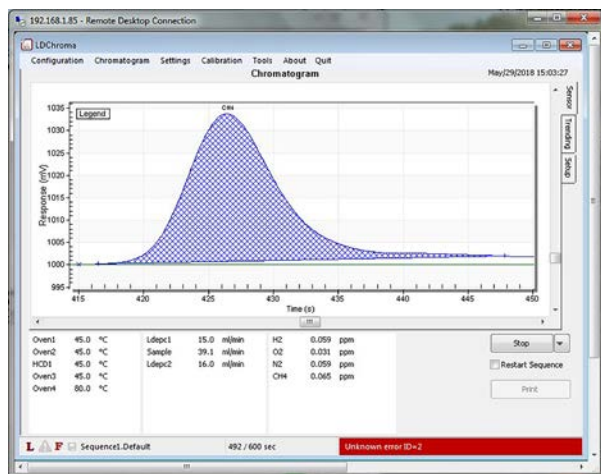 192.168.1.85 - Remote Desktop Connection
LDChroma
Configuration Chromatogram Settings Calibration Tools About Quit
Chromatogram May/29/2018 15:03:27
Legend
CH4
Response (mV)
1035
1030
1025
1020
1015
1010
1005
1000
995
415 420 425 430 435 440 445 450
Time (s)
Sensor
Trending
Setup
Oven1 45.0 °C Ldepc1 15.0 ml/min H2 0.059 ppm
Oven2 45.0 °C Sample 39.1 ml/min O2 0.031 ppm
HCD1 45.0 °C Ldepc2 16.0 ml/min N2 0.059 ppm
Oven3 45.0 °C CH4 0.065 ppm
Oven4 80.0 °C
Stop
Restart Sequence
Print
L F Sequence1.Default 492 / 600 sec Unknown error ID=2